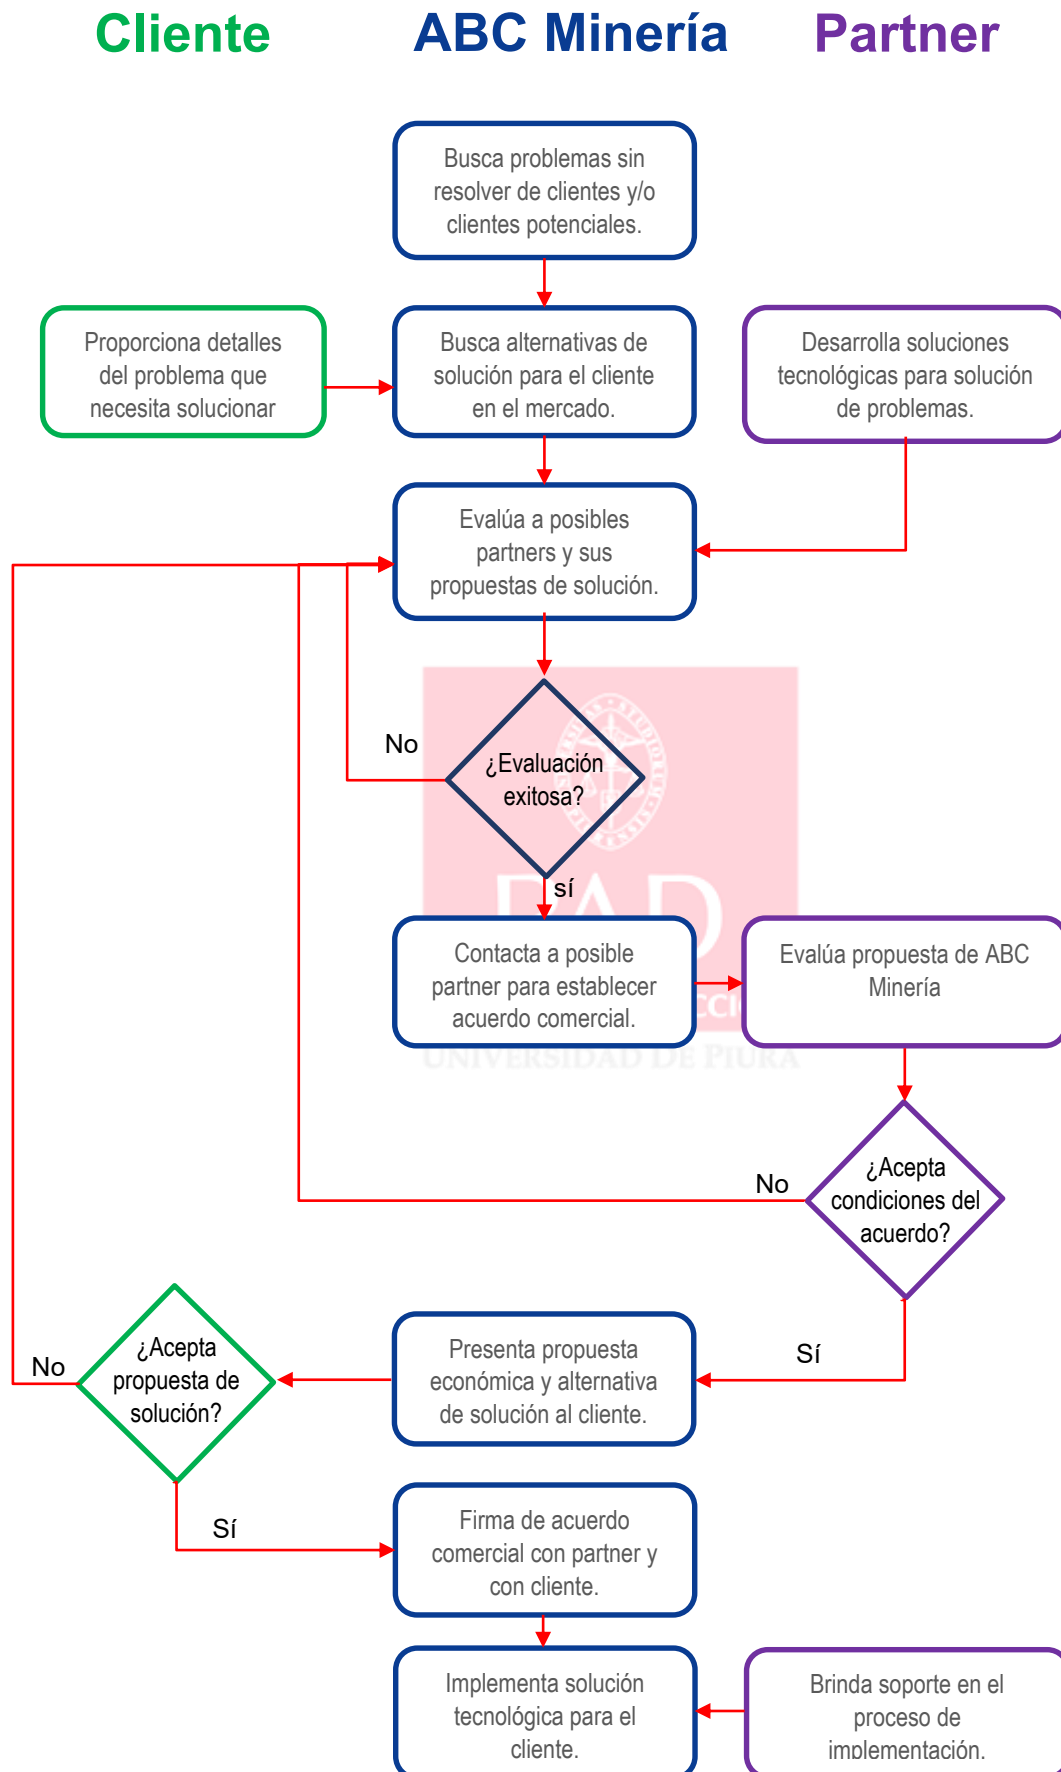 Cliente
ABC Minería
Partner
Busca problemas sin
resolver de clientes y/o
clientes potenciales.
Proporciona detalles
del problema que
necesita solucionar
Busca alternativas de
solución para el cliente
en el mercado.
Desarrolla soluciones
tecnológicas para solución
de problemas.
Evalúa a posibles
partners y sus
propuestas de solución.
No
¿Evaluación
exitosa?
sí
PAD
Contacta a posible
partner para establecer
acuerdo comercial.
Evalúa propuesta de ABC
Minería
UNIVERSIDAD DE PIURA
No
¿Acepta
condiciones del
acuerdo?
No
¿Acepta
propuesta de
solución?
Presenta propuesta
económica y alternativa
de solución al cliente.
Sí
Sí
Firma de acuerdo
comercial con partner y
con cliente.
Implementa solución
tecnológica para el
cliente.
Brinda soporte en el
proceso de
implementación.